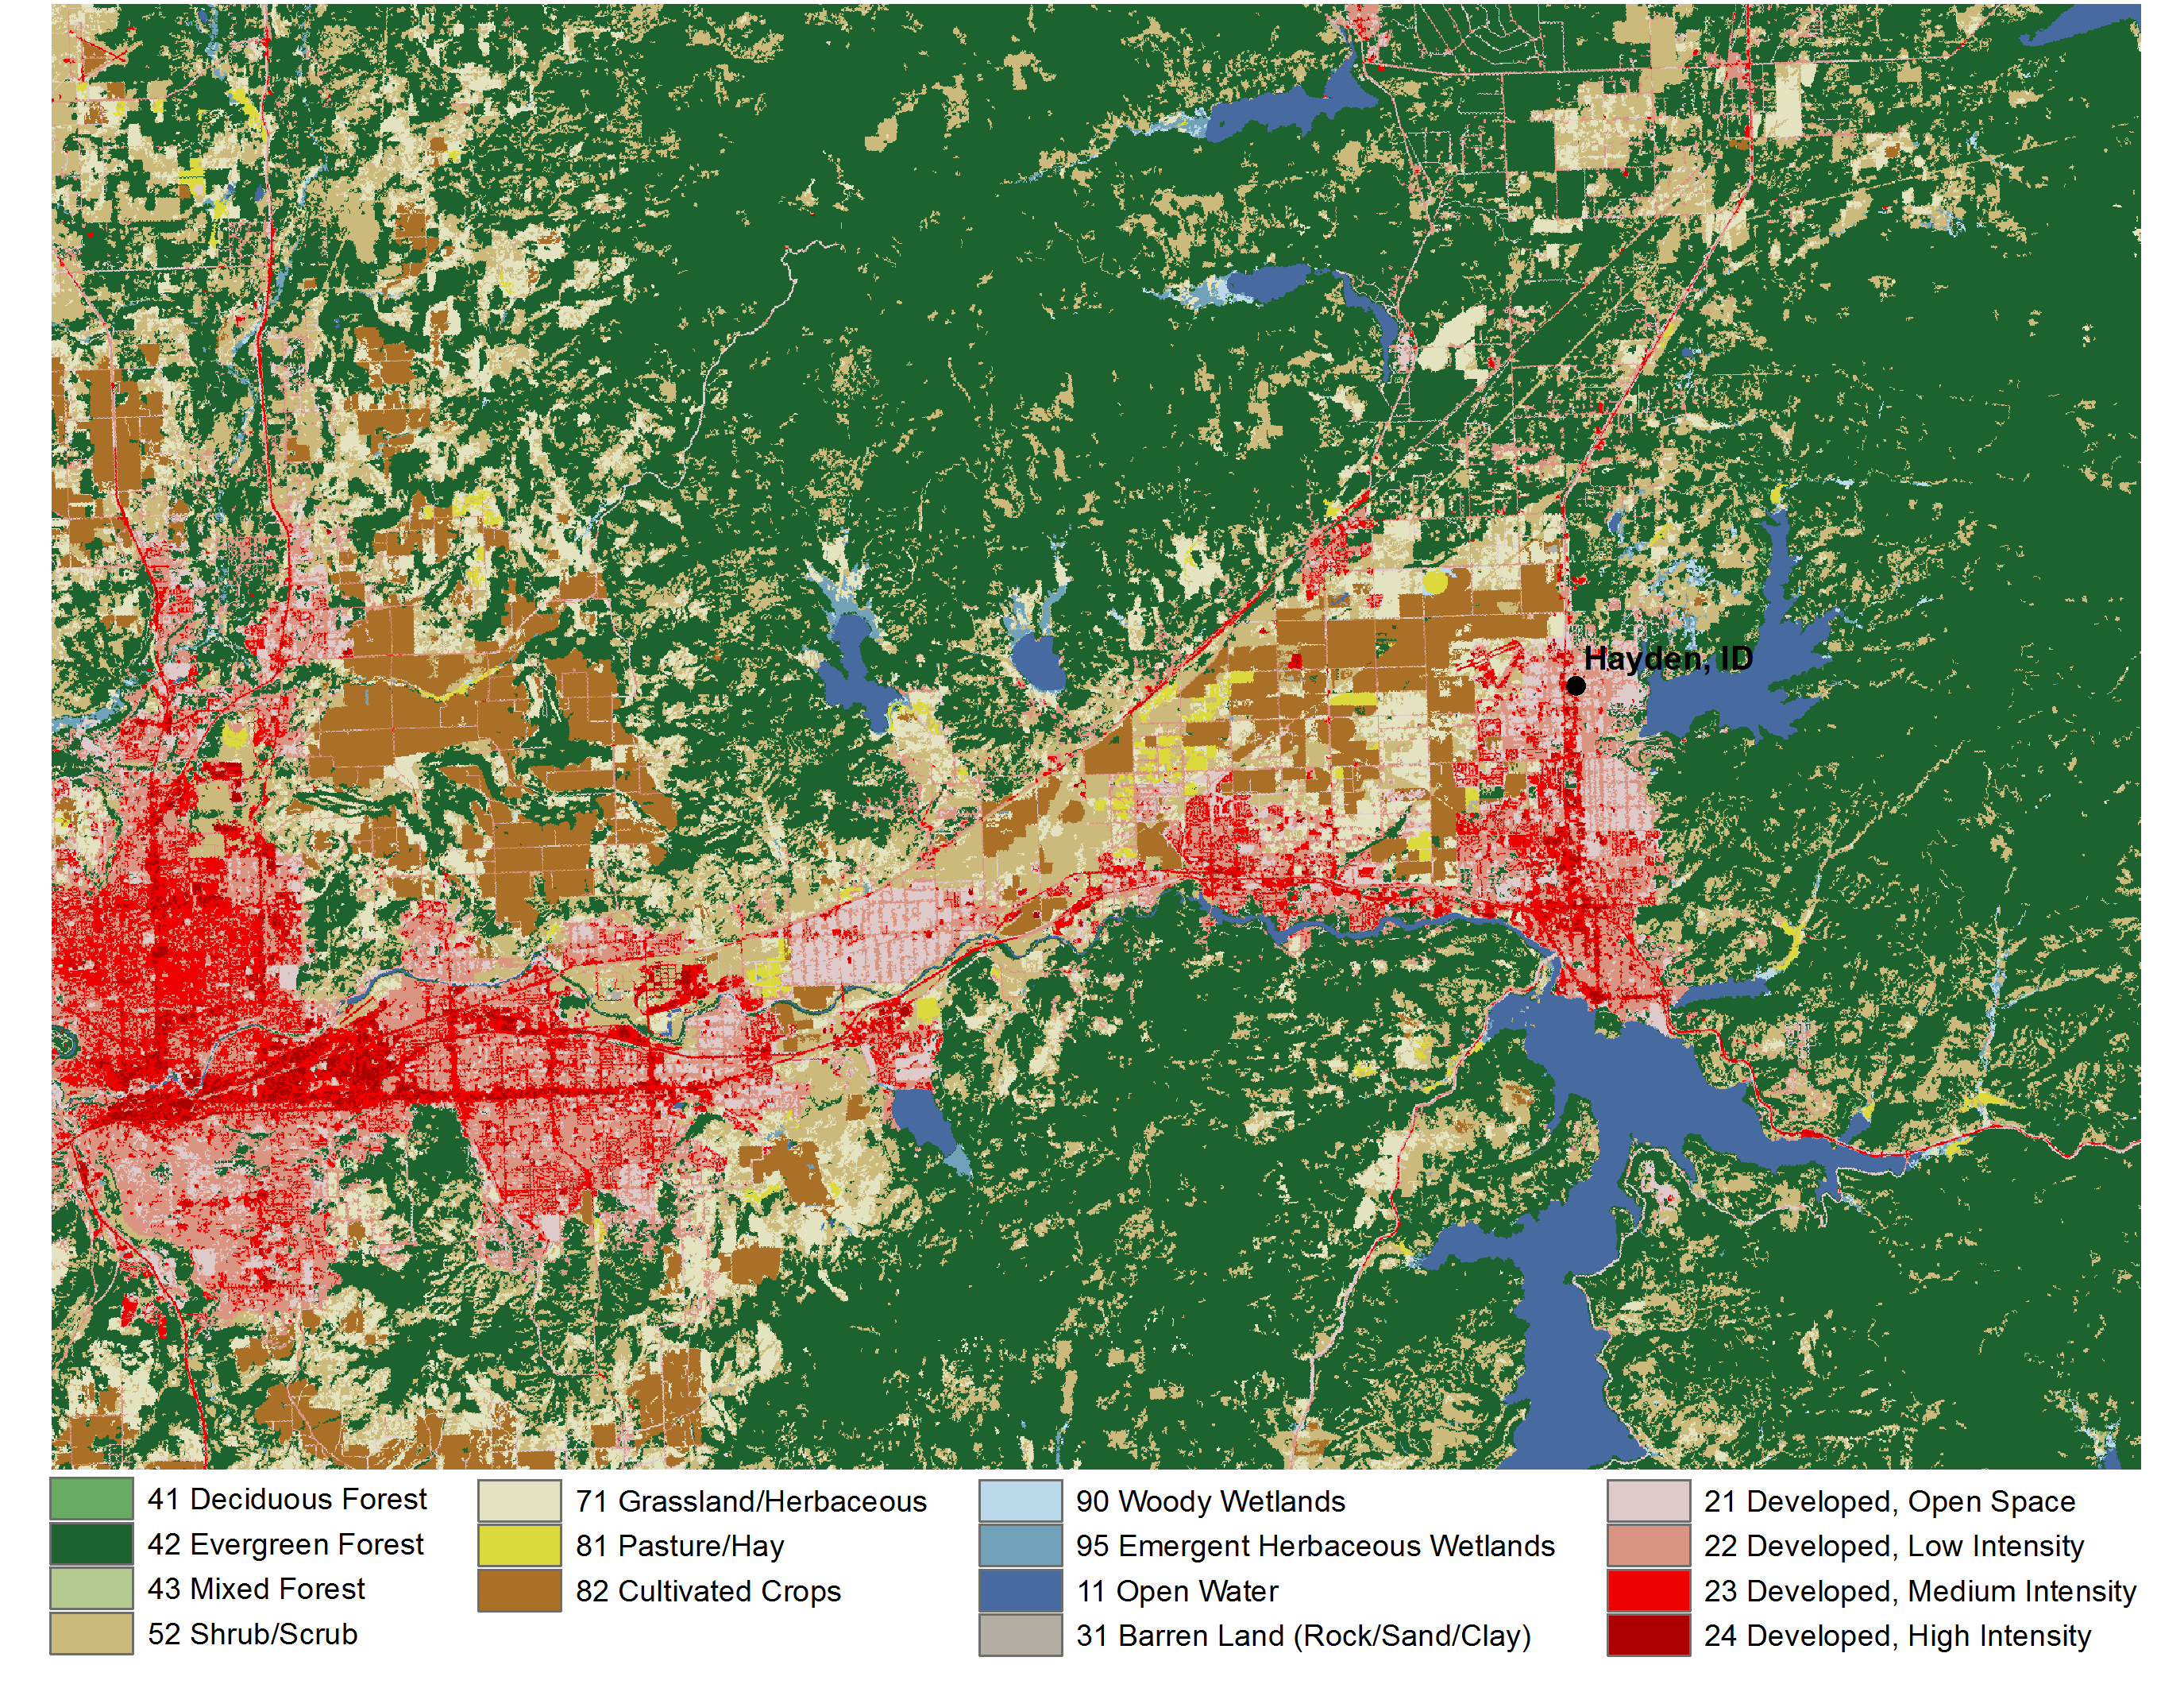 Hayden, ID
41 Deciduous Forest
42 Evergreen Forest
43 Mixed Forest
52 Shrub/Scrub
71 Grassland/Herbaceous
81 Pasture/Hay
82 Cultivated Crops
90 Woody Wetlands
95 Emergent Herbaceous Wetlands
11 Open Water
31 Barren Land (Rock/Sand/Clay)
21 Developed, Open Space
22 Developed, Low Intensity
23 Developed, Medium Intensity
24 Developed, High Intensity